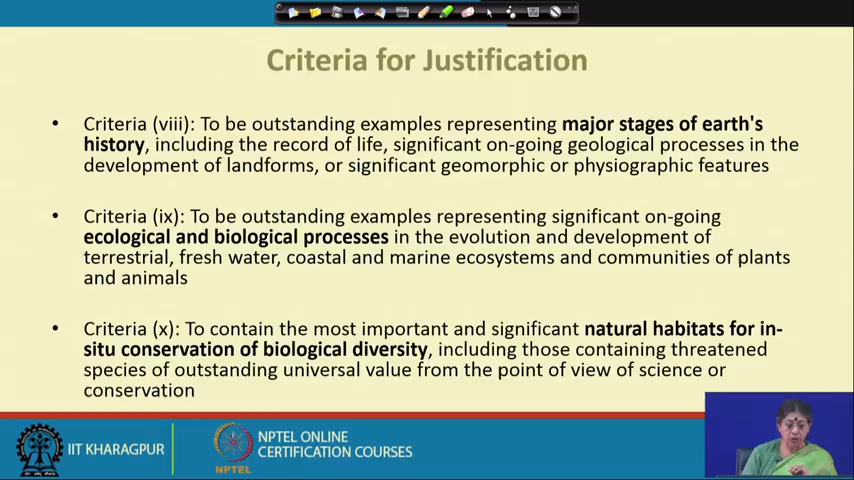 Criteria for Justification
• Criteria (viii): To be outstanding examples representing major stages of earth's
history, including the record of life, significant on-going geological processes in the
development of landforms, or significant geomorphic or physiographic features
• Criteria (ix): To be outstanding examples representing significant on-going
ecological and biological processes in the evolution and development of
terrestrial, fresh water, coastal and marine ecosystems and communities of plants
and animals
• Criteria (x): To contain the most important and significant natural habitats for in-
situ conservation of biological diversity, including those containing threatened
species of outstanding universal value from the point of view of science or
conservation
IIT KHARAGPUR
NPTEL
NPTEL ONLINE
CERTIFICATION COURSES